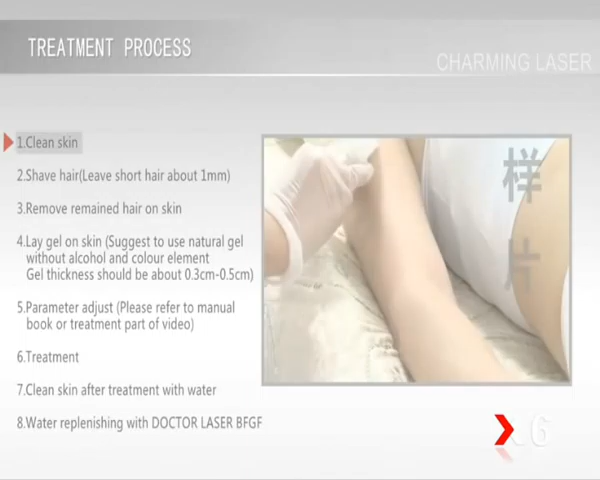 TREATMENT PROCESS
CHARMING LASER
1.Clean skin
2.Shave hair(Leave short hair about 1mm)
3.Remove remained hair on skin
4.Lay gel on skin (Suggest to use natural gel
without alcohol and colour element
Gel thickness should be about 0.3cm-0.5cm)
5.Parameter adjust (Please refer to manual
book or treatment part of video)
6.Treatment
7.Clean skin after treatment with water
8.Water replenishing with DOCTOR LASER BFGF
样
片
6